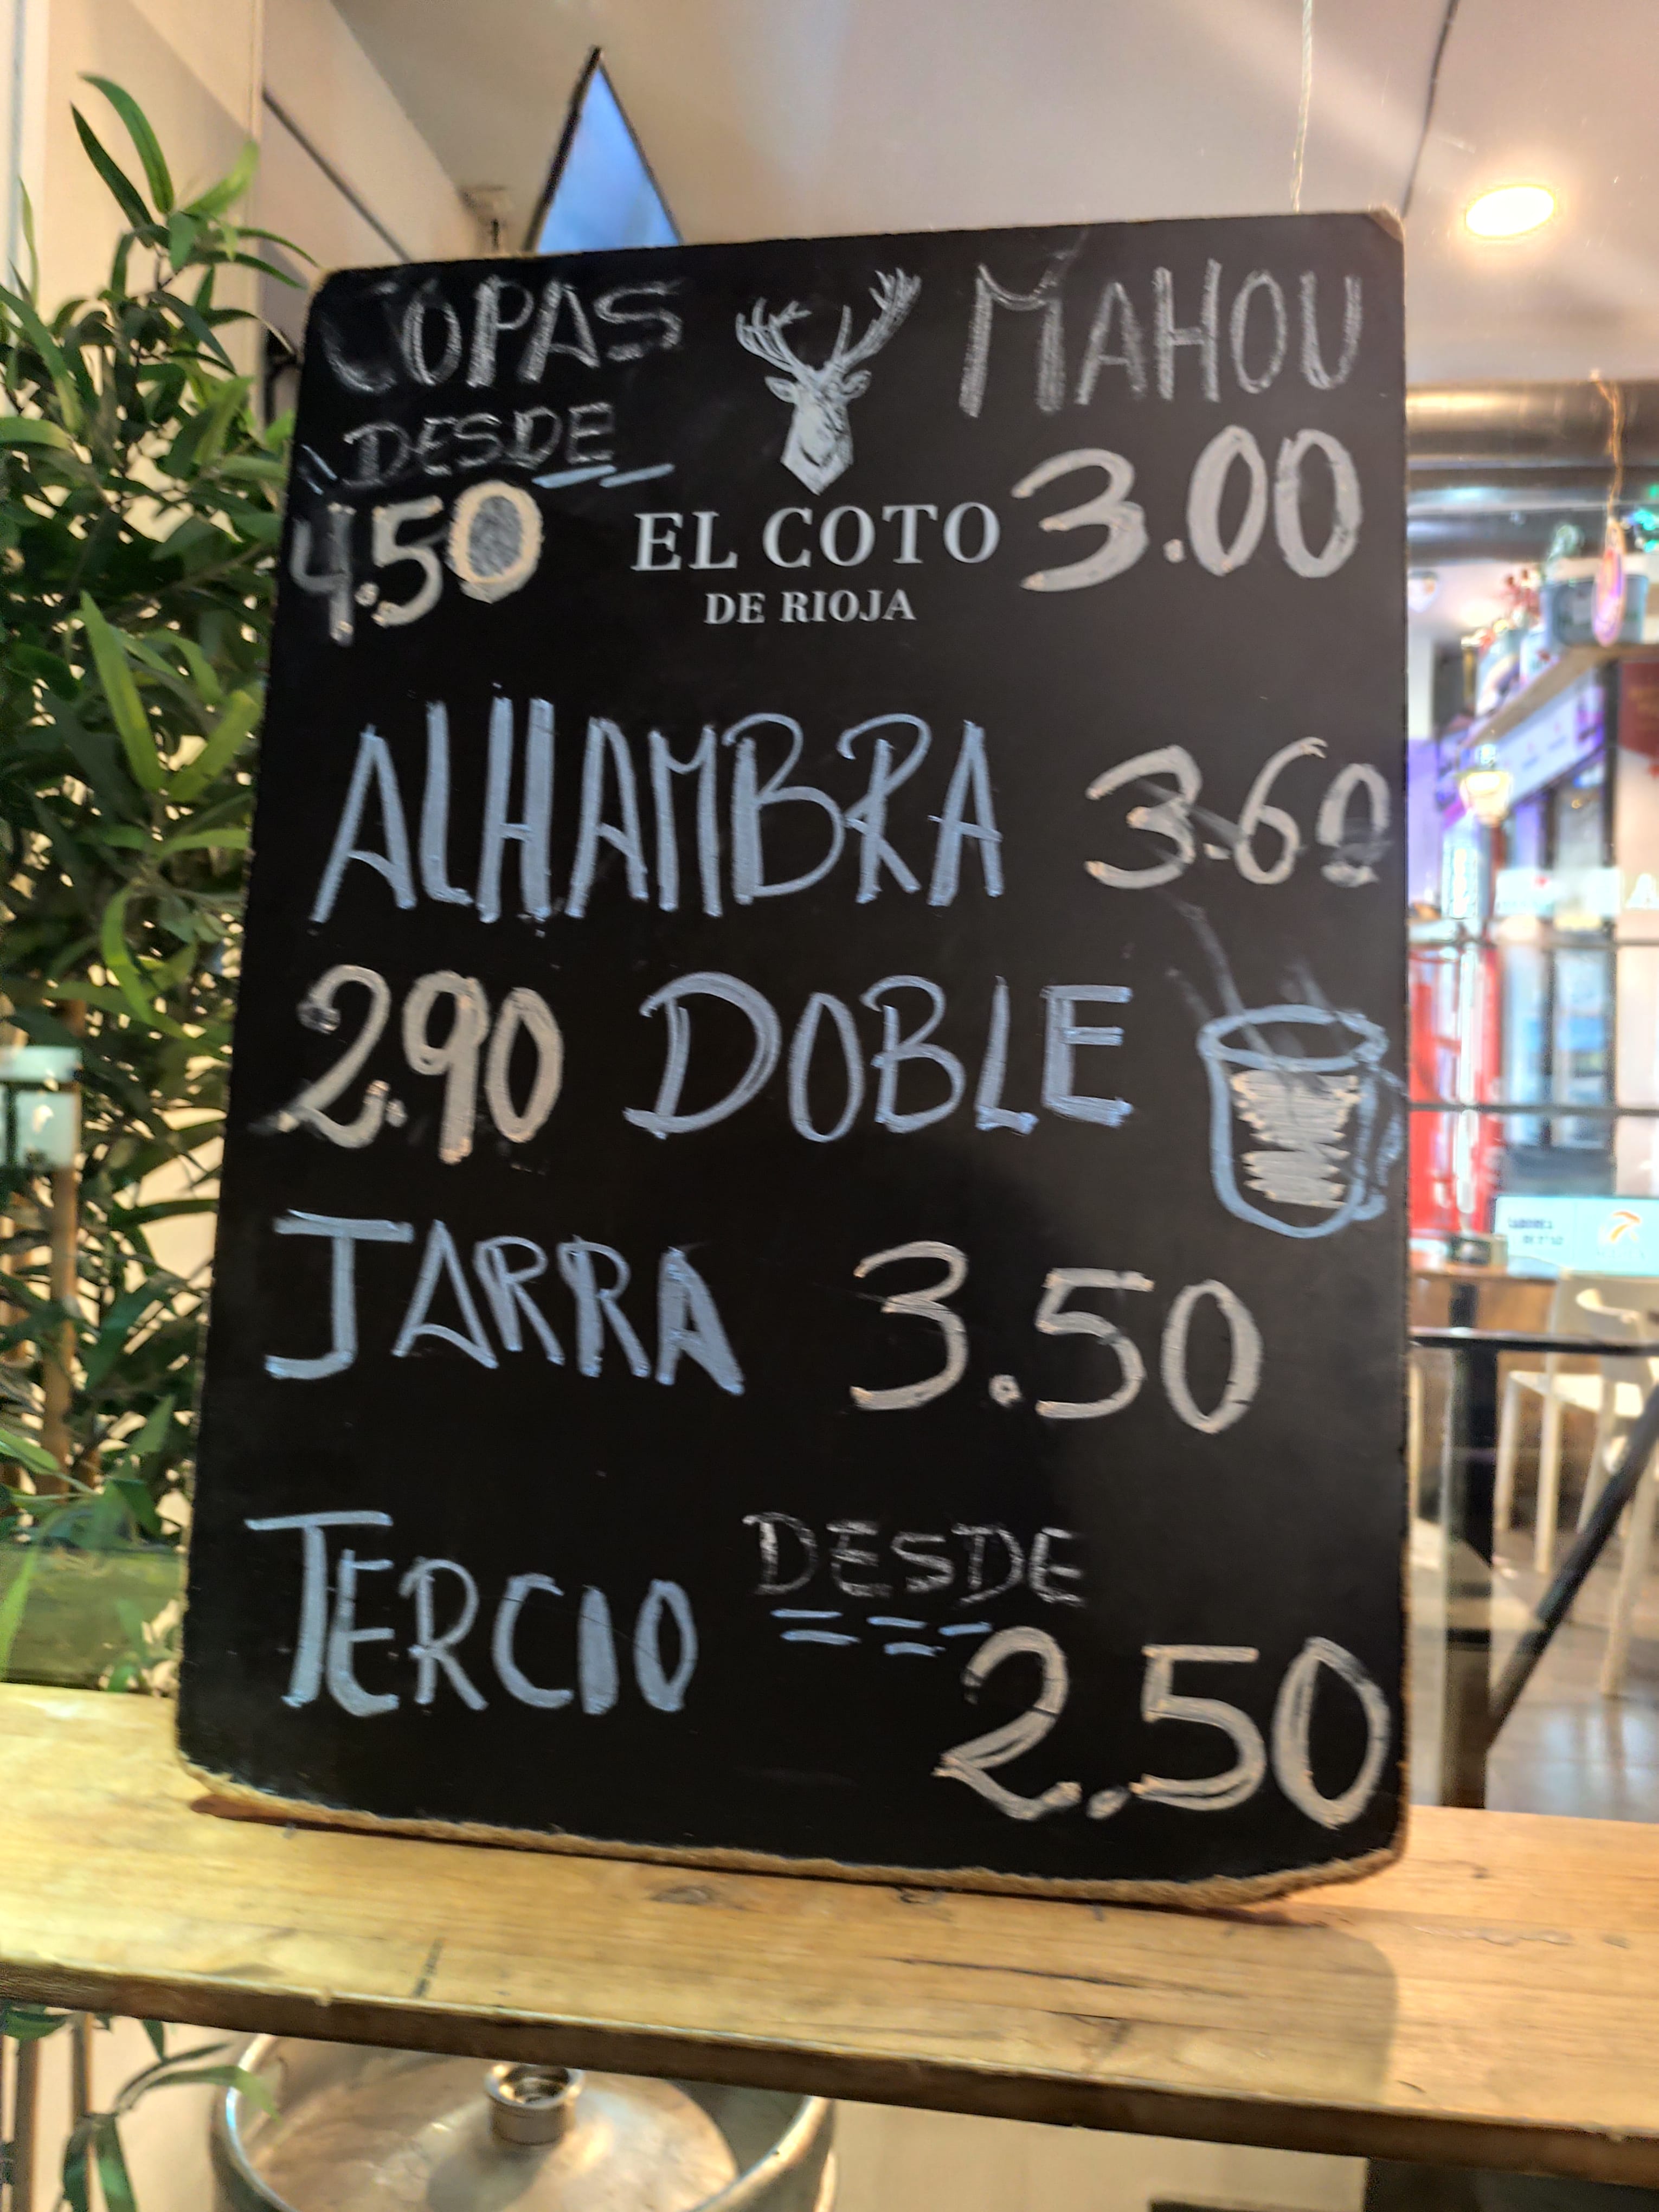 COPAS
DESDE
4.50
EL COTO
DE RIOJA
MAHOU
3.00
ALHAMBRA 3.60
2.90 DOBLE
JARRA 3.50
TERCIO DESDE
2.50